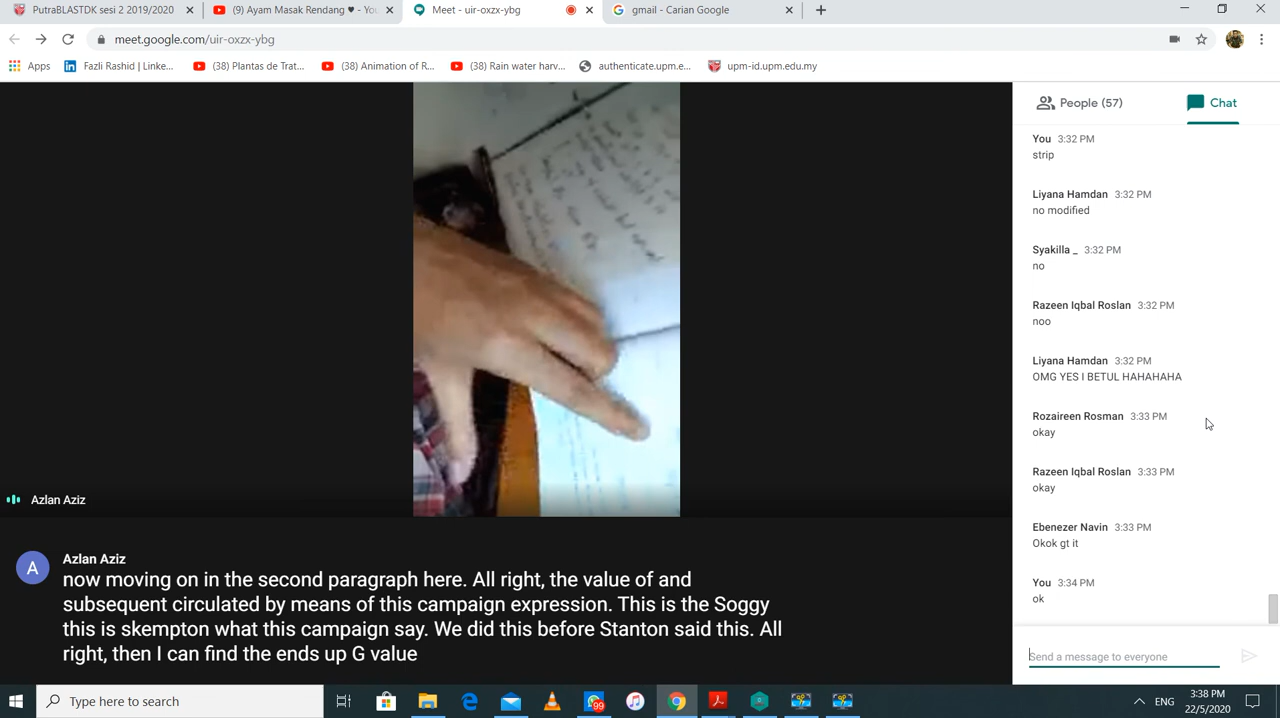 PutraBLASTDK sesi 2 2019/2020
(9) Ayam Masak Rendang ♥ - You
Meet - uir-oxzx-ybg
gmail - Carian Google
meet.google.com/uir-oxzx-ybg
Apps
Fazli Rashid | Linke...
(38) Plantas de Trat...
(38) Animation of R...
(38) Rain water harv...
authenticate.upm.e...
upm-id.upm.edu.my
People (57)
Chat
You 3:32 PM
strip
Liyana Hamdan 3:32 PM
no modified
Syakilla _ 3:32 PM
no
Razeen Iqbal Roslan 3:32 PM
noo
Liyana Hamdan 3:32 PM
OMG YES I BETUL HAHAHAHA
Rozaireen Rosman 3:33 PM
okay
Razeen Iqbal Roslan 3:33 PM
okay
Ebenezer Navin 3:33 PM
Okok gt it
You 3:34 PM
ok
Send a message to everyone
Azlan Aziz
A
Azlan Aziz
now moving on in the second paragraph here. All right, the value of and
subsequent circulated by means of this campaign expression. This is the Soggy
this is skempton what this campaign say. We did this before Stanton said this. All
right, then I can find the ends up G value
Type here to search
99
ENG
3:38 PM
22/5/2020